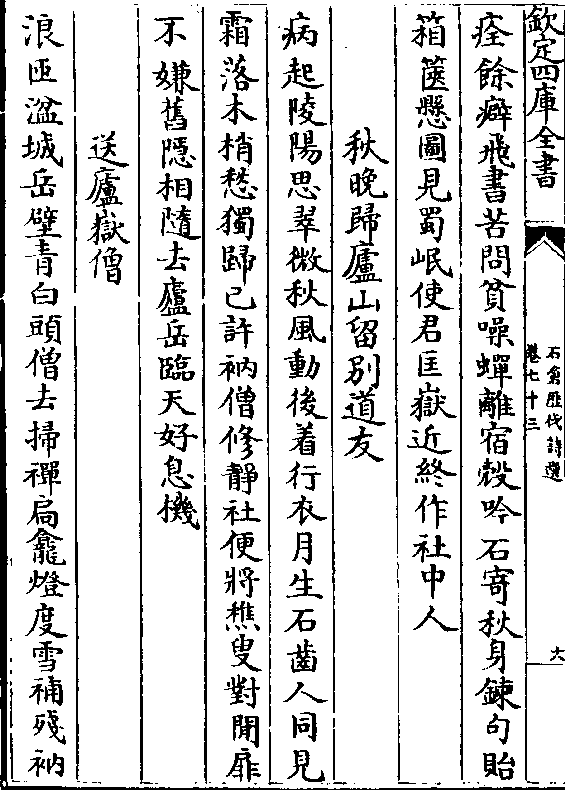 欽定四庫全書
石倉歷代詩選
卷七十三
六
痊餘癖飛書苦問貧噪蟬離宿殼吟石寄秋身鍊句貽
箱篋懸圖見蜀岷使君匡嶽近終作社中人
秋晚歸廬山留别道友
病起陵陽思翠微秋風動後着行衣月生石齒人同見
霜落木梢愁獨歸已許衲僧修靜社便將樵叟對閒扉
不嫌舊隱相隨去廬岳臨天好息機
送廬嶽僧
浪匝湓城岳壁青白頭僧去掃禪扃龕燈度雪補殘衲